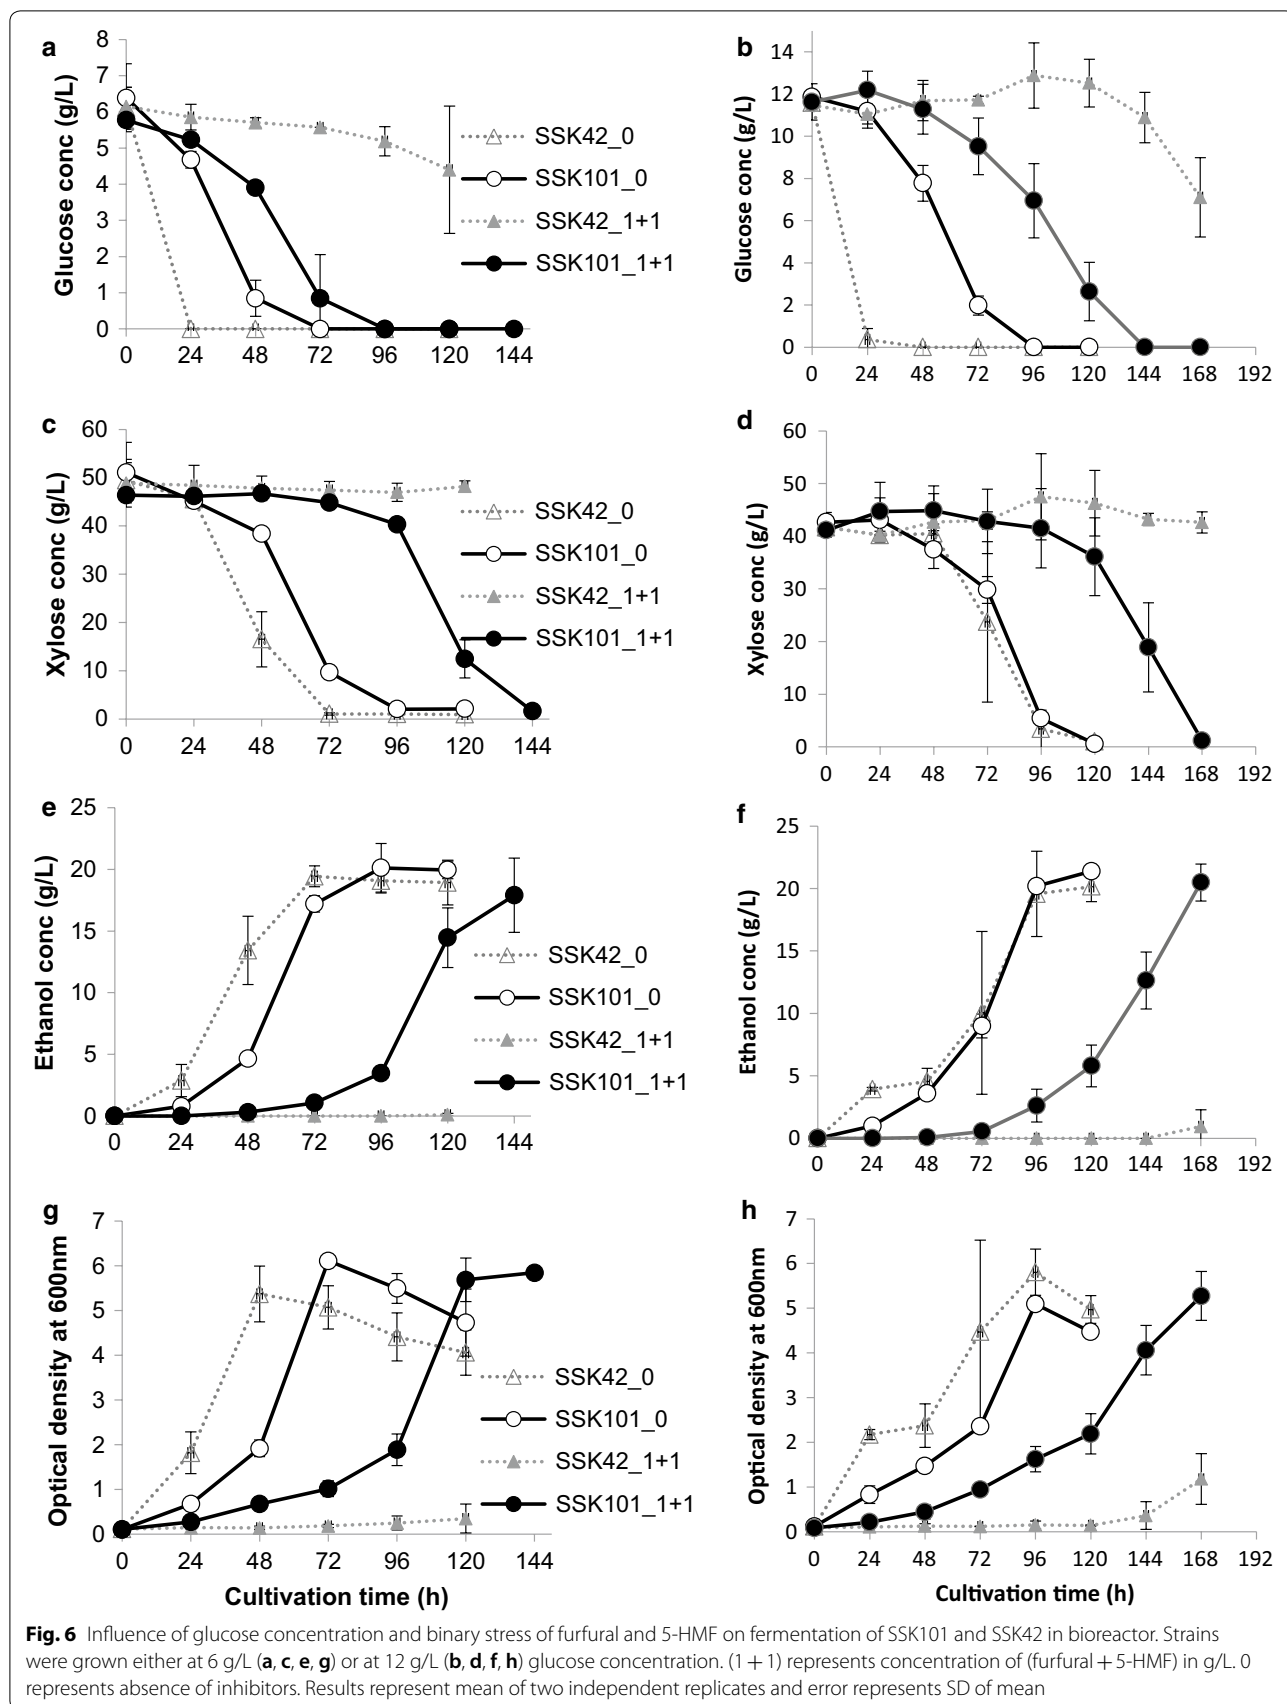 a
8
7
6
5
4
3
2
1
0
Glucose conc (g/L)
0 24 48 72 96 120 144
SSK42_0
SSK101_0
SSK42_1+1
SSK101_1+1
b
14
12
10
8
6
4
2
0
Glucose conc (g/L)
0 24 48 72 96 120 144 168 192
c
60
50
40
30
20
10
0
Xylose conc (g/L)
0 24 48 72 96 120 144
SSK42_0
SSK101_0
SSK42_1+1
SSK101_1+1
d
60
50
40
30
20
10
0
Xylose conc (g/L)
0 24 48 72 96 120 144 168 192
e
25
20
15
10
5
0
Ethanol conc (g/L)
0 24 48 72 96 120 144
SSK42_0
SSK101_0
SSK42_1+1
SSK101_1+1
f
25
20
15
10
5
0
Ethanol conc (g/L)
0 24 48 72 96 120 144 168 192
g
7
6
5
4
3
2
1
0
Optical density at 600nm
0 24 48 72 96 120 144
Cultivation time (h)
SSK42_0
SSK101_0
SSK42_1+1
SSK101_1+1
h
7
6
5
4
3
2
1
0
Optical density at 600nm
0 24 48 72 96 120 144 168 192
Cultivation time (h)
Fig. 6 Influence of glucose concentration and binary stress of furfural and 5-HMF on fermentation of SSK101 and SSK42 in bioreactor. Strains
were grown either at 6 g/L (a, c, e, g) or at 12 g/L (b, d, f, h) glucose concentration. (1 + 1) represents concentration of (furfural + 5-HMF) in g/L. 0
represents absence of inhibitors. Results represent mean of two independent replicates and error represents SD of mean